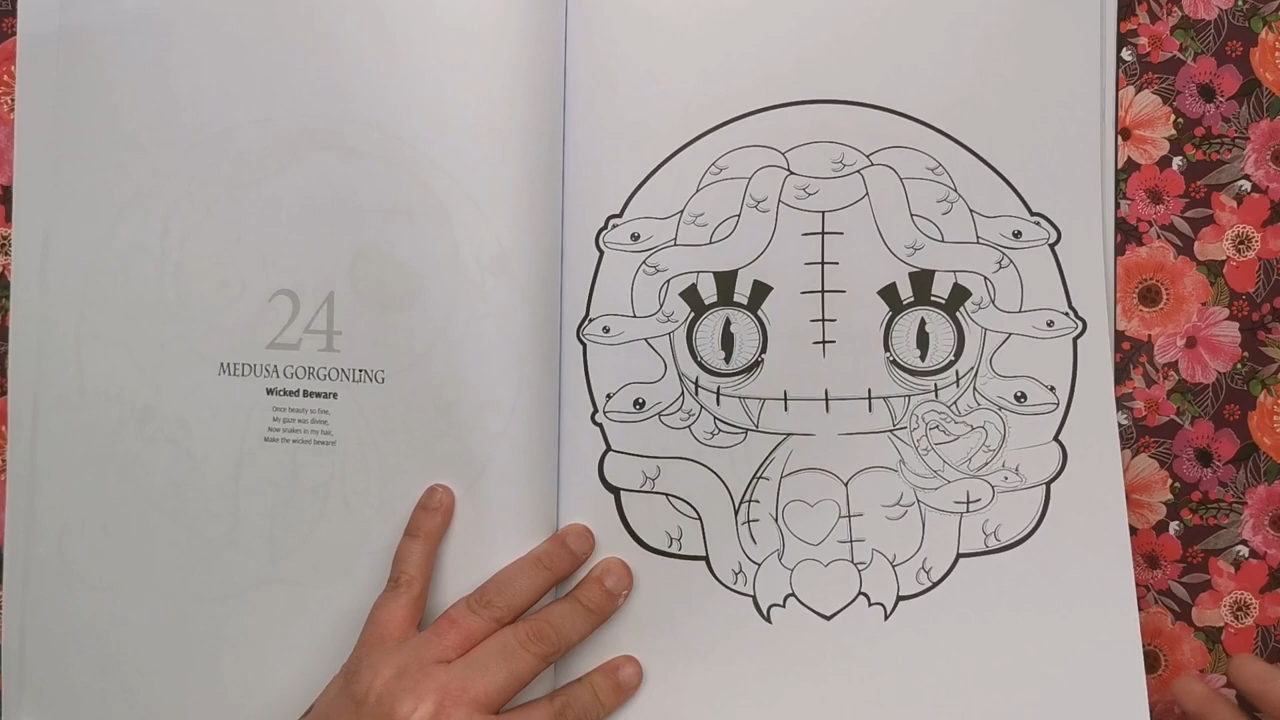 24
MEDUSA GORGONLING
Wicked Beware
Once beauty so fine,
My gaze was divine,
Now snakes in my hair,
Make the wicked beware!